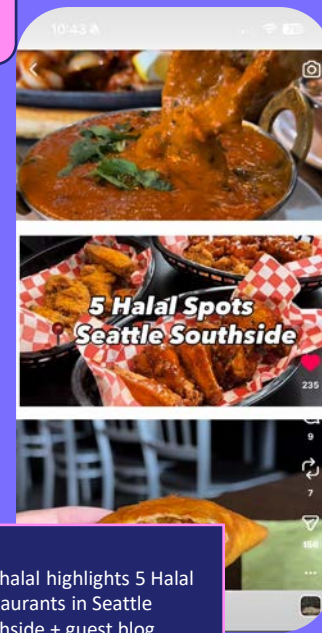 10:43
5 Halal Spots
Seattle Southside
235
9
7
156
halal highlights 5 Halal
aurants in Seattle
hside + guest blog